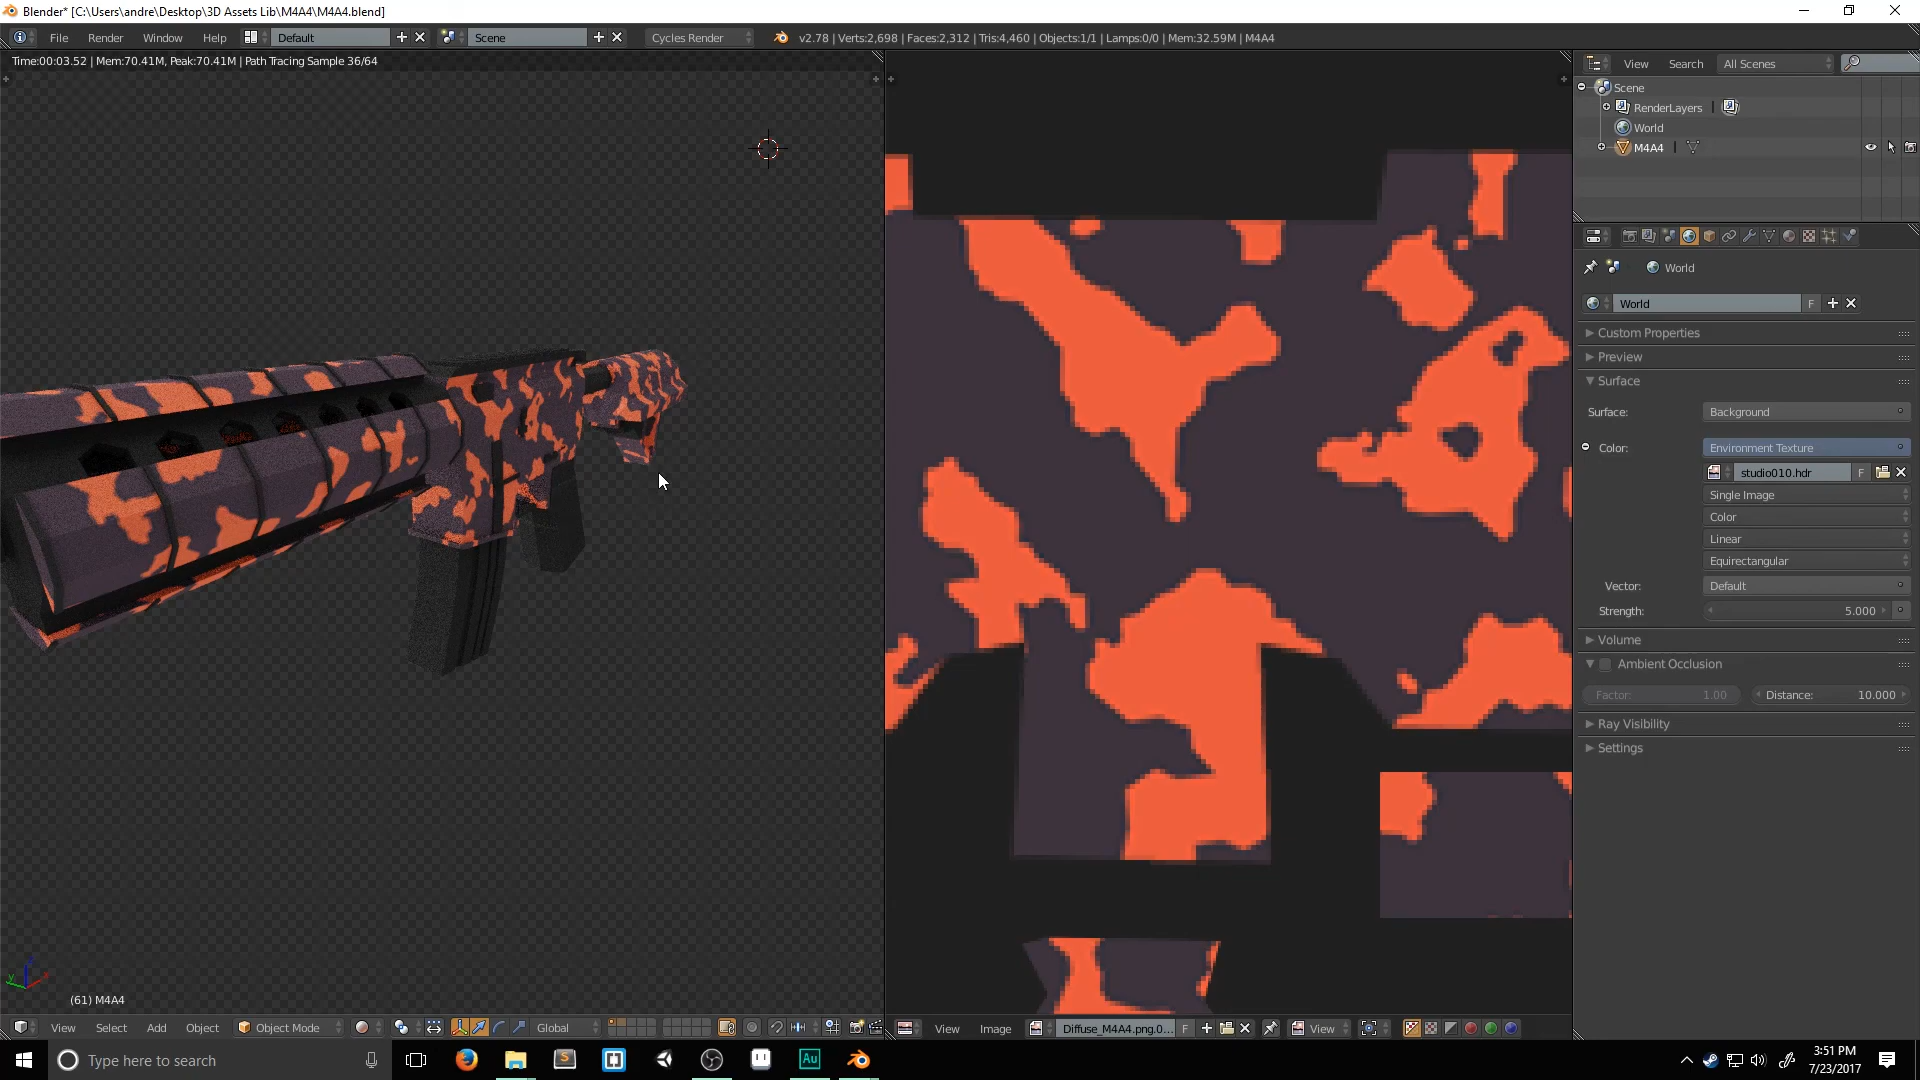 Blender* [C:\Users\andre\Desktop\3D Assets Lib\M4A4\M4A4.blend]
File Render Window Help Default Scene Cycles Render v2.78 | Verts:2,698 | Faces:2,312 | Tris:4,460 | Objects:1/1 | Lamps:0/0 | Mem:32.59M | M4A4
Time:00:03.52 | Mem:70.41M, Peak:70.41M | Path Tracing Sample 36/64
View Search All Scenes
Scene
RenderLayers |
World
M4A4 |
World
World F
Custom Properties
Preview
Surface
Surface: Background
Color: Environment Texture
studio010.hdr F
Single Image
Color
Linear
Equirectangular
Vector: Default
Strength: 5.000
Volume
Ambient Occlusion
Factor: 1.00 Distance: 10.000
Ray Visibility
Settings
(61) M4A4
View Select Add Object Object Mode Global
View Image Diffuse_M4A4.png.0... F View
Type here to search
Au
3:51 PM
7/23/2017